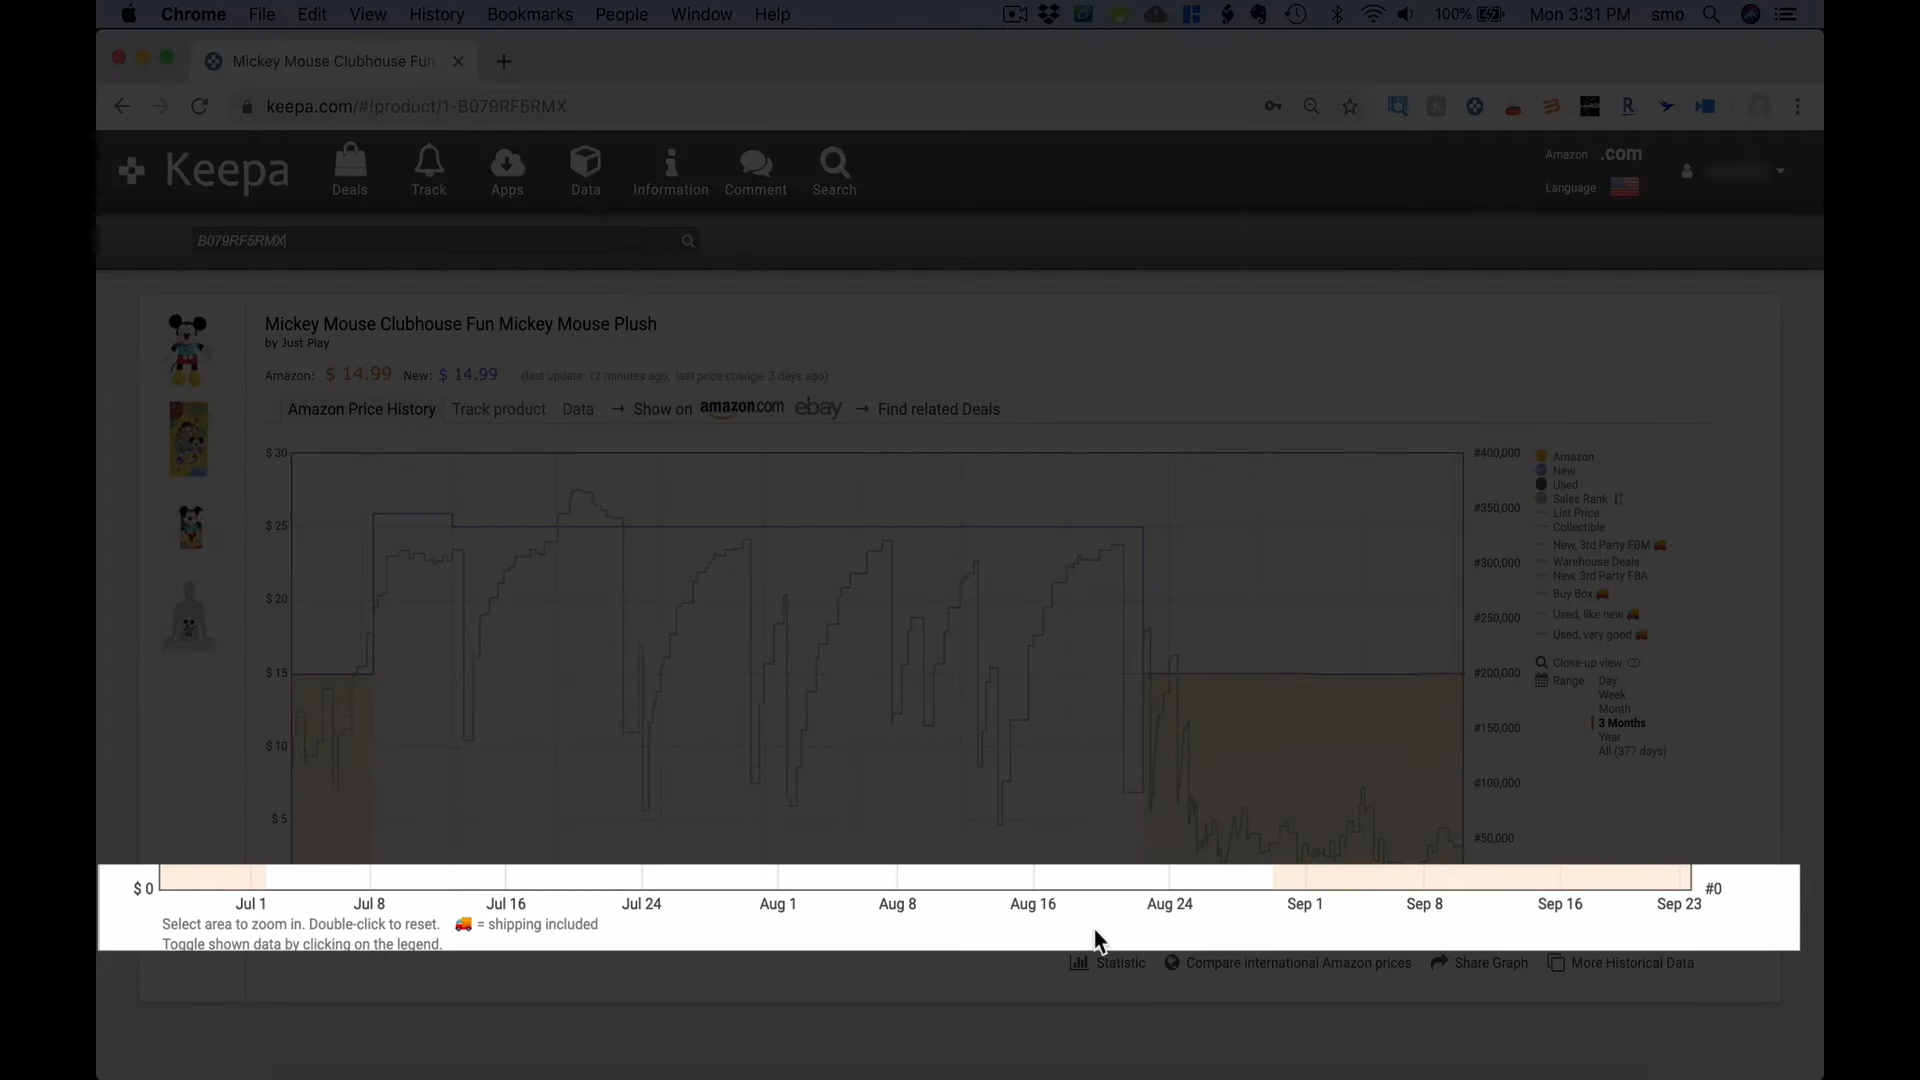 Chrome File Edit View History Bookmarks People Window Help 100% Mon 3:31 PM smo
Mickey Mouse Clubhouse Fun
keepa.com/#!product/1-B079RF5RMX
Keepa Deals Track Apps Data Information Comment Search
Amazon .com
Language
B079RF5RMX
Mickey Mouse Clubhouse Fun Mickey Mouse Plush
by Just Play
Amazon: $ 14.99 New: $ 14.99 (last update: 12 minutes ago, last price change: 3 days ago)
Amazon Price History Track product Data → Show on amazon.com ebay → Find related Deals
$ 30
$ 25
$ 20
$ 15
$ 10
$ 5
#400,000
#350,000
#300,000
#250,000
#200,000
#150,000
#100,000
#50,000
Amazon
New
Used
Sales Rank
List Price
Collectible
New, 3rd Party FBM
Warehouse Deals
New, 3rd Party FBA
Buy Box
Used, like new
Used, very good
Close-up view
Range Day
Week
Month
3 Months
Year
All (377 days)
$ 0 #0
Jul 1 Jul 8 Jul 16 Jul 24 Aug 1 Aug 8 Aug 16 Aug 24 Sep 1 Sep 8 Sep 16 Sep 23
Select area to zoom in. Double-click to reset. = shipping included
Toggle shown data by clicking on the legend.
Statistic Compare international Amazon prices Share Graph More Historical Data